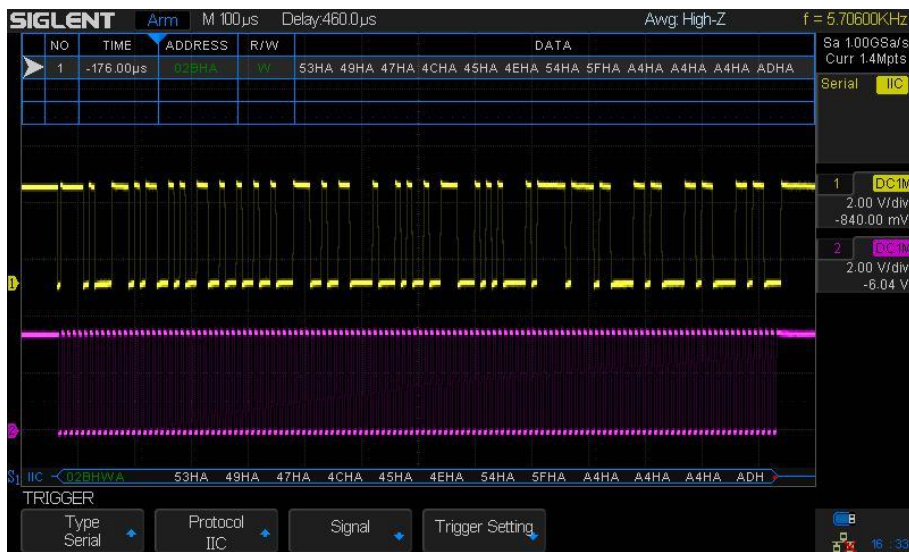 SIGLENT Arm M 100µs Delay:460.0µs Awg: High-Z f = 5.70600KHz
Sa 1.00GSa/s
Curr 1.4Mpts
NO TIME ADDRESS R/W DATA
1 -176.00µs 02BHA W 53HA 49HA 47HA 4CHA 45HA 4EHA 54HA 5FHA A4HA A4HA A4HA ADHA
Serial IIC
1 DC1M
2.00 V/div
-840.00 mV
2 DC1M
2.00 V/div
-6.04 V
1
2
S1 IIC 02BHWA 53HA 49HA 47HA 4CHA 45HA 4EHA 54HA 5FHA A4HA A4HA A4HA ADH
TRIGGER
Type
Serial
Protocol
IIC
Signal
Trigger Setting
16 : 33